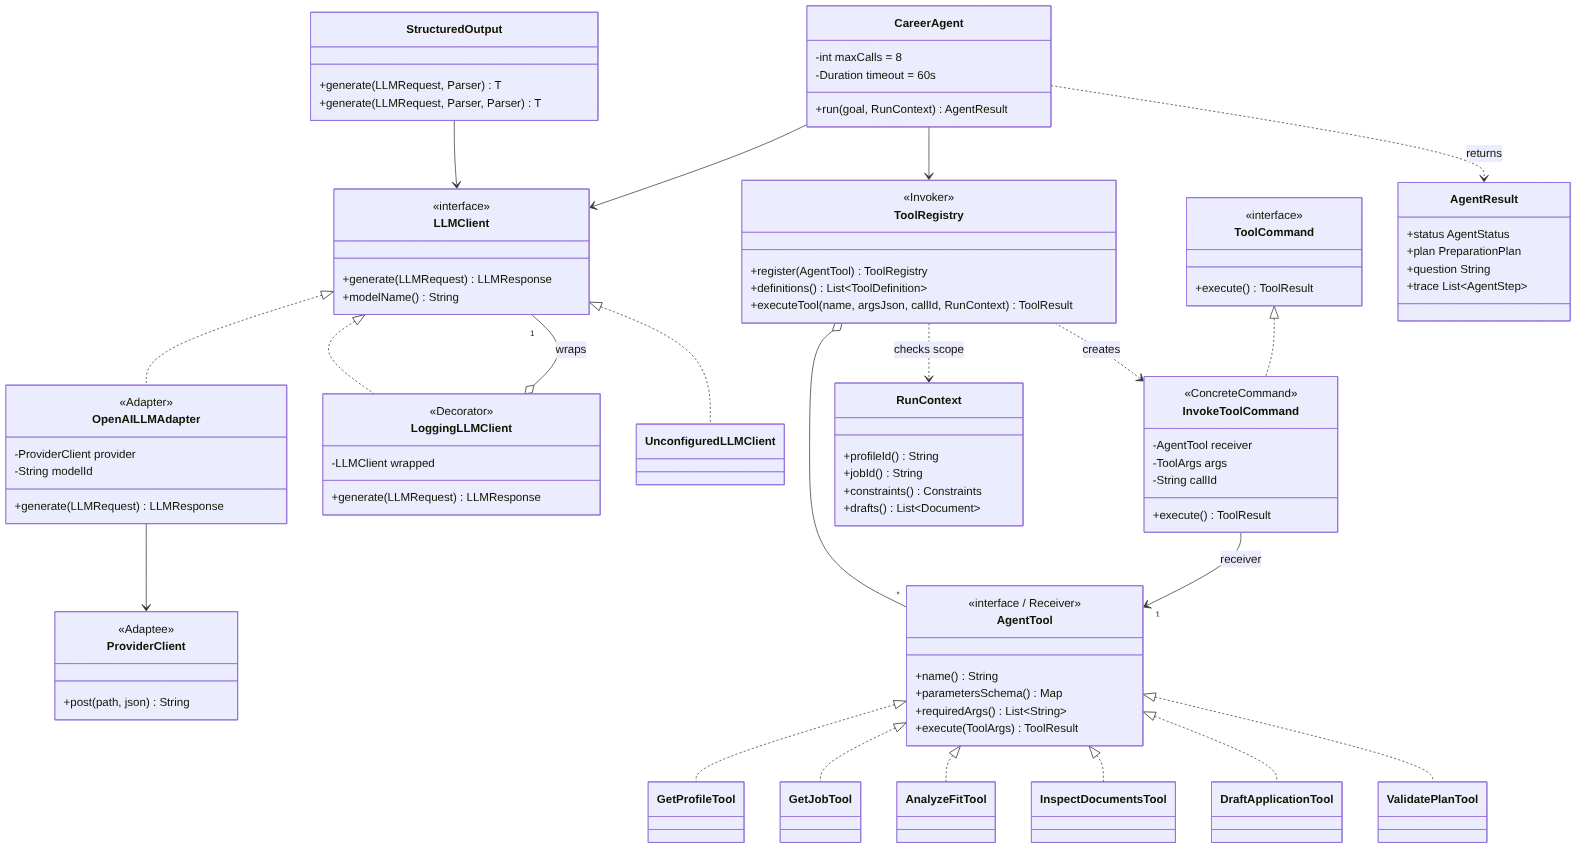 StructuredOutput
+generate(LLMRequest, Parser) : T
+generate(LLMRequest, Parser, Parser) : T
CareerAgent
-int maxCalls = 8
-Duration timeout = 60s
+run(goal, RunContext) : AgentResult
returns
«interface»
LLMClient
+generate(LLMRequest) : LLMResponse
+modelName() : String
«Invoker»
ToolRegistry
+register(AgentTool) : ToolRegistry
+definitions() : List<ToolDefinition>
+executeTool(name, argsJson, callId, RunContext) : ToolResult
«interface»
ToolCommand
+execute() : ToolResult
AgentResult
+status AgentStatus
+plan PreparationPlan
+question String
+trace List<AgentStep>
1
wraps
checks scope
creates
«Adapter»
OpenAILLMAdapter
-ProviderClient provider
-String modelId
+generate(LLMRequest) : LLMResponse
«Decorator»
LoggingLLMClient
-LLMClient wrapped
+generate(LLMRequest) : LLMResponse
UnconfiguredLLMClient
RunContext
+profileId() : String
+jobId() : String
+constraints() : Constraints
+drafts() : List<Document>
«ConcreteCommand»
InvokeToolCommand
-AgentTool receiver
-ToolArgs args
-String callId
+execute() : ToolResult
receiver
*
1
«Adaptee»
ProviderClient
+post(path, json) : String
«interface / Receiver»
AgentTool
+name() : String
+parametersSchema() : Map
+requiredArgs() : List<String>
+execute(ToolArgs) : ToolResult
GetProfileTool
GetJobTool
AnalyzeFitTool
InspectDocumentsTool
DraftApplicationTool
ValidatePlanTool